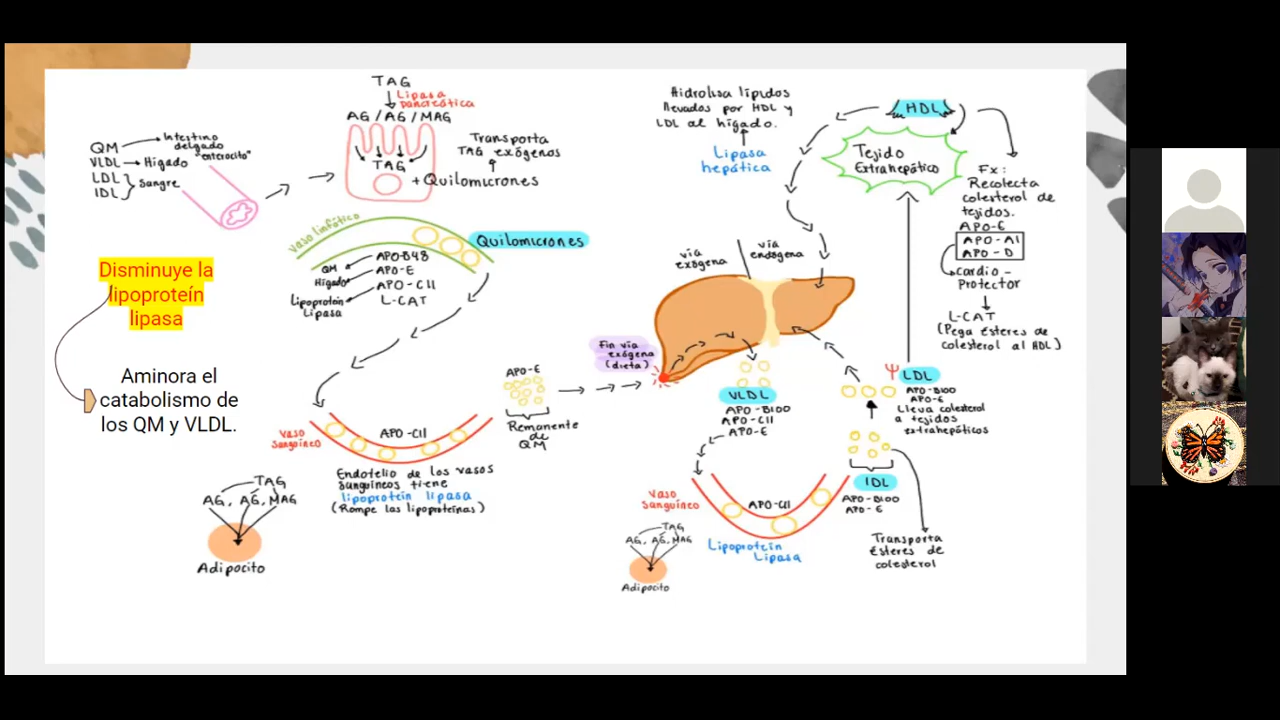 TAG
Lipasa
pancreática
AG / AG / MAG
TAG
+ Quilomicrones
Transporta
TAG exógenos
QM
Intestino
delgado
"enterocito"
VLDL
Hígado
LDL
IDL
Sangre
Vaso linfático
Quilomicrones
APO-B48
APO-E
APO-CII
L-CAT
QM
Hígado
Lipoprotein
Lipasa
Disminuye la
lipoproteín
lipasa
Aminora el
catabolismo de
los QM y VLDL.
Vaso
Sanguíneo
APO-CII
Endotelio de los vasos
sanguíneos tiene
lipoprotein lipasa
(Rompe las lipoproteínas)
TAG
AG, AG, MAG
Adipocito
APO-E
Remanente
de
QM
Fin vía
exógena
(dieta)
vía
exógena
vía
endógena
Hidroliza lípidos
llevados por HDL y
LDL al hígado.
Lipasa
hepática
HDL
Tejido
Extrahepático
Fx:
Recolecta
colesterol de
tejidos.
APO-E
APO-A1
APO-D
Cardio-
Protector
L-CAT
(Pega ésteres de
colesterol al HDL)
VLDL
APO-B100
APO-CII
APO-E
Vaso
Sanguíneo
APO-CII
Lipoprotein
Lipasa
TAG
AG, AG, MAG
Adipocito
Ψ LDL
APO-B100
APO-E
Lleva colesterol
a tejidos
extrahepáticos
IDL
APO-B100
APO-E
Transporta
ésteres de
colesterol